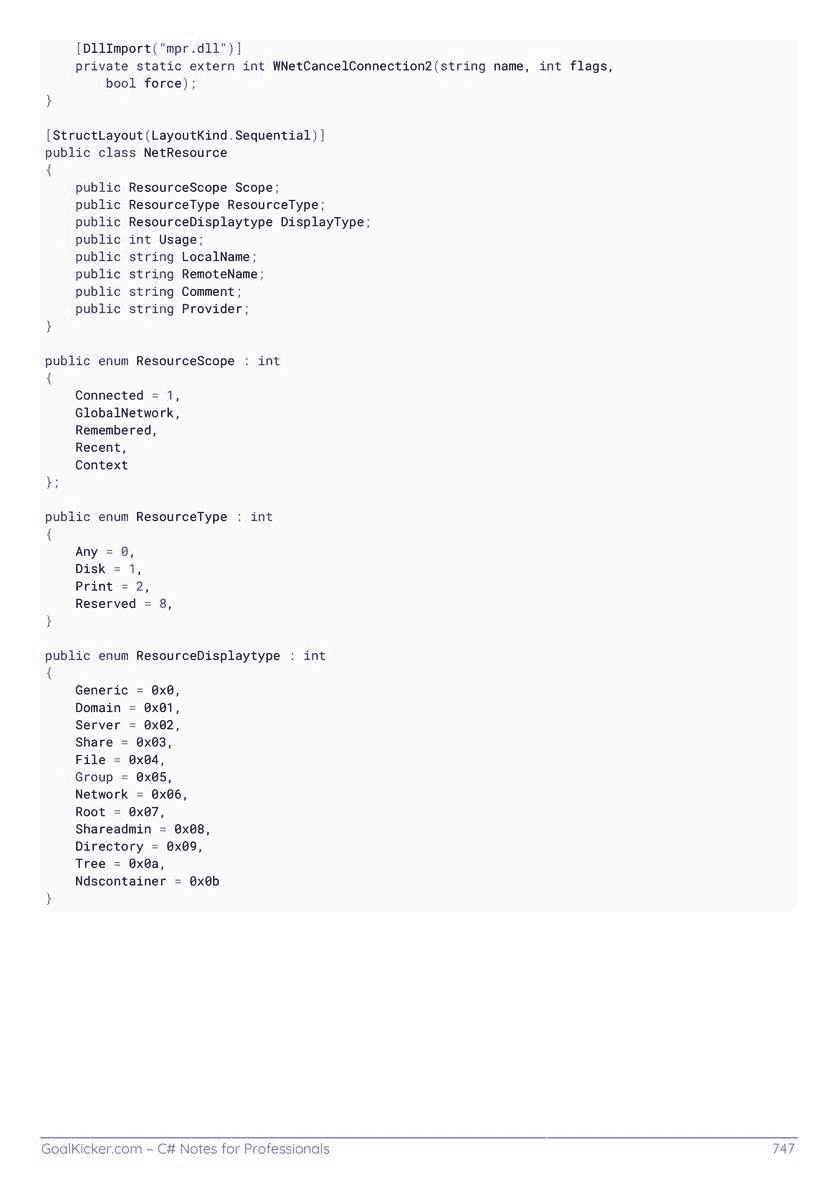 [DllImport("mpr.dll")]
private static extern int WNetCancelConnection2(string name, int flags,
bool force);
}
[StructLayout(LayoutKind.Sequential)]
public class NetResource
{
public ResourceScope Scope;
public ResourceType ResourceType;
public ResourceDisplaytype DisplayType;
public int Usage;
public string LocalName;
public string RemoteName;
public string Comment;
public string Provider;
}
public enum ResourceScope : int
{
Connected = 1,
GlobalNetwork,
Remembered,
Recent,
Context
};
public enum ResourceType : int
{
Any = 0,
Disk = 1,
Print = 2,
Reserved = 8,
}
public enum ResourceDisplaytype : int
{
Generic = 0x0,
Domain = 0x01,
Server = 0x02,
Share = 0x03,
File = 0x04,
Group = 0x05,
Network = 0x06,
Root = 0x07,
Shareadmin = 0x08,
Directory = 0x09,
Tree = 0x0a,
Ndscontainer = 0x0b
}
GoalKicker.com – C# Notes for Professionals 747